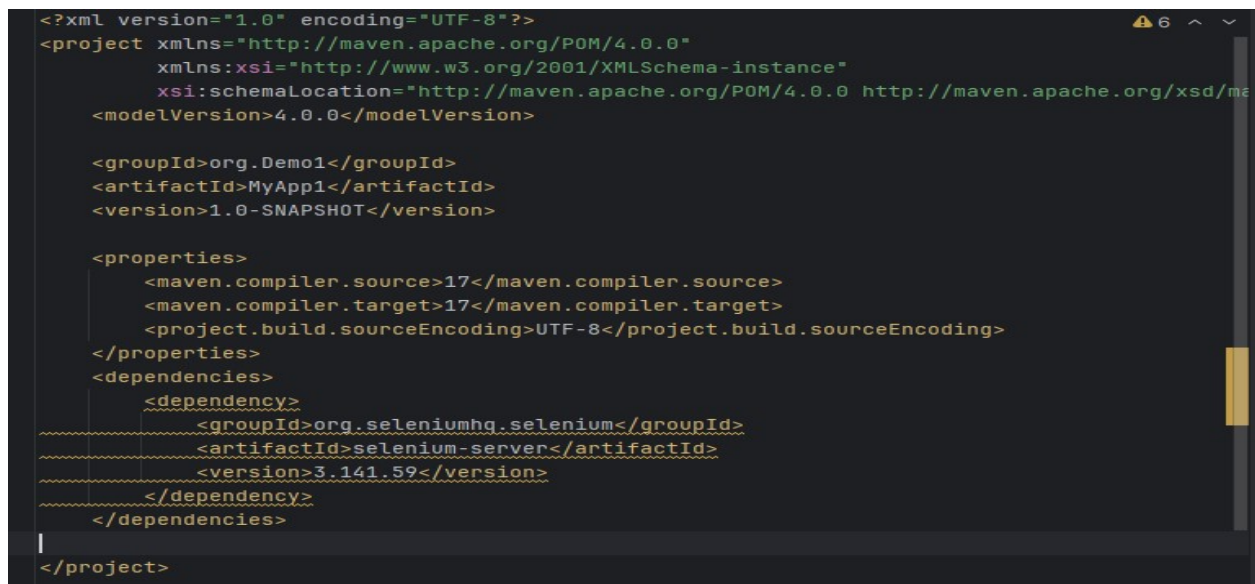 <?xml version="1.0" encoding="UTF-8"?>
6
<project xmlns="http://maven.apache.org/POM/4.0.0"
xmlns:xsi="http://www.w3.org/2001/XMLSchema-instance"
xsi:schemaLocation="http://maven.apache.org/POM/4.0.0 http://maven.apache.org/xsd/ma
<modelVersion>4.0.0</modelVersion>
<groupId>org.Demo1</groupId>
<artifactId>MyApp1</artifactId>
<version>1.0-SNAPSHOT</version>
<properties>
<maven.compiler.source>17</maven.compiler.source>
<maven.compiler.target>17</maven.compiler.target>
<project.build.sourceEncoding>UTF-8</project.build.sourceEncoding>
</properties>
<dependencies>
<dependency>
<groupId>org.seleniumhq.selenium</groupId>
<artifactId>selenium-server</artifactId>
<version>3.141.59</version>
</dependency>
</dependencies>
</project>